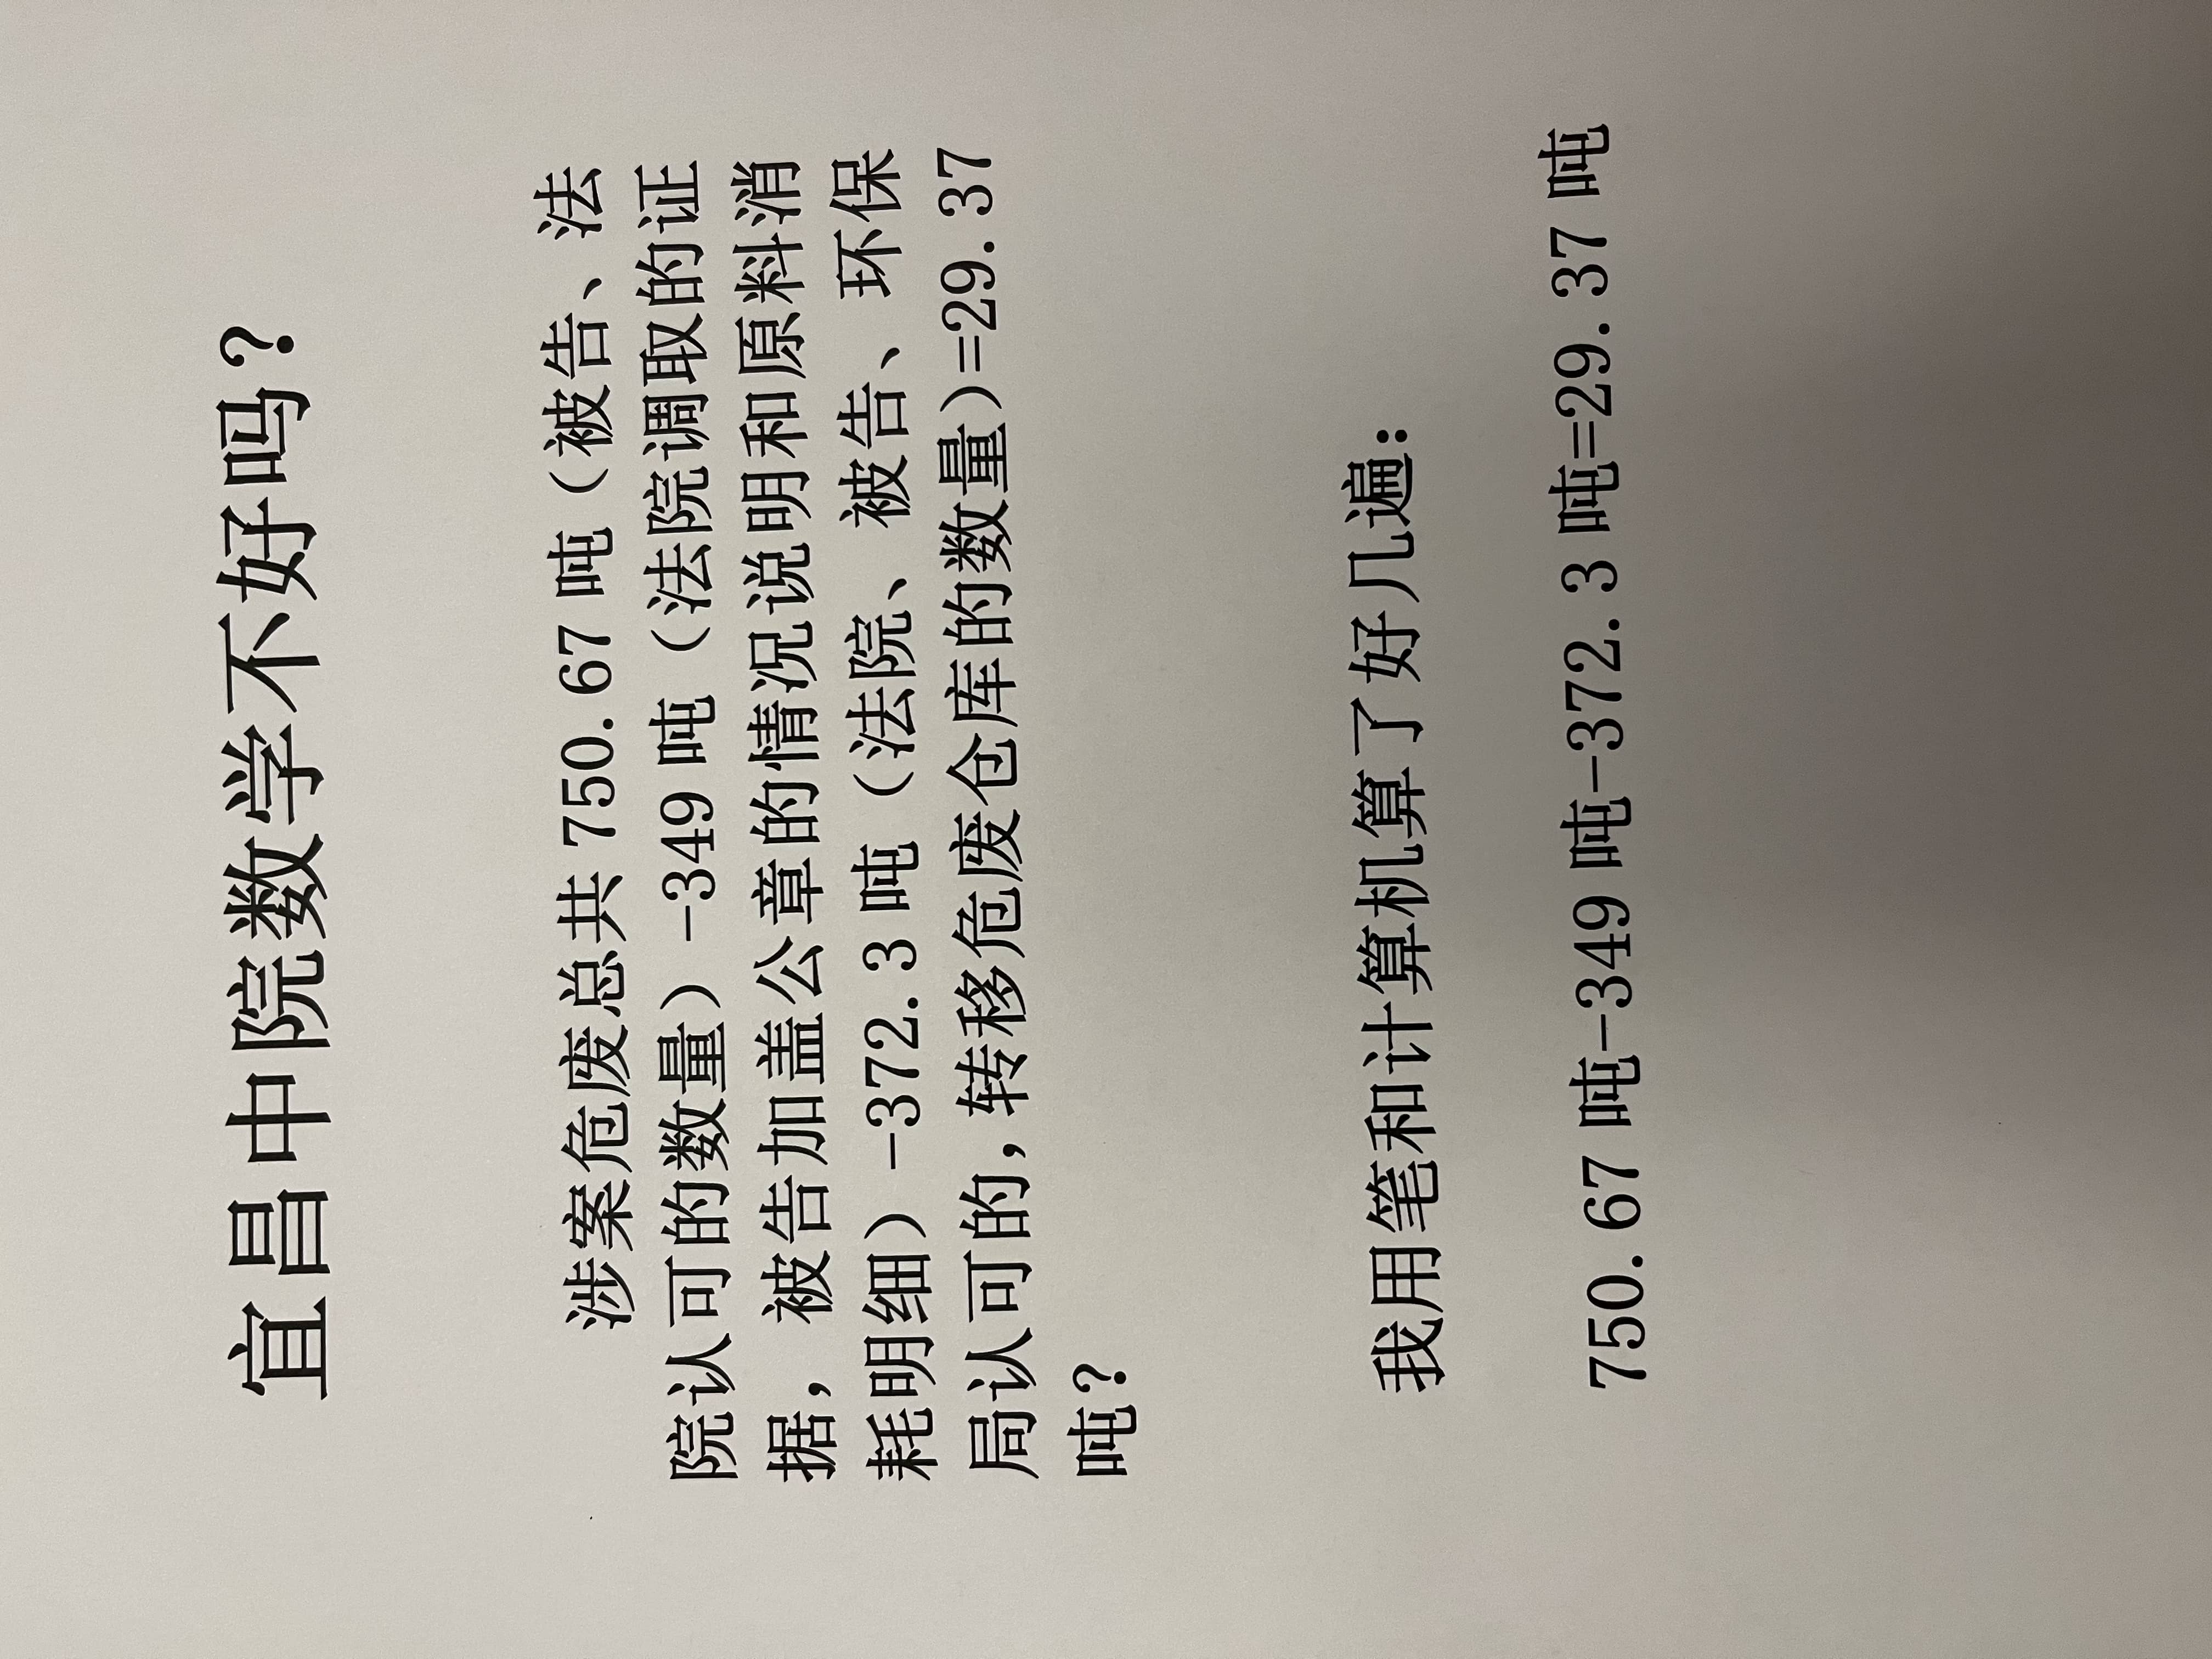 宜昌中院数学不好吗？
涉案危废总共 750.67 吨（被告、法
院认可的数量）-349 吨（法院调取的证
据，被告加盖公章的情况说明和原料消
耗明细）-372.3 吨（法院、被告、环保
局认可的，转移危废仓库的数量）=29.37
吨？
我用笔和计算机算了好几遍：
750.67 吨-349 吨-372.3 吨=29.37 吨